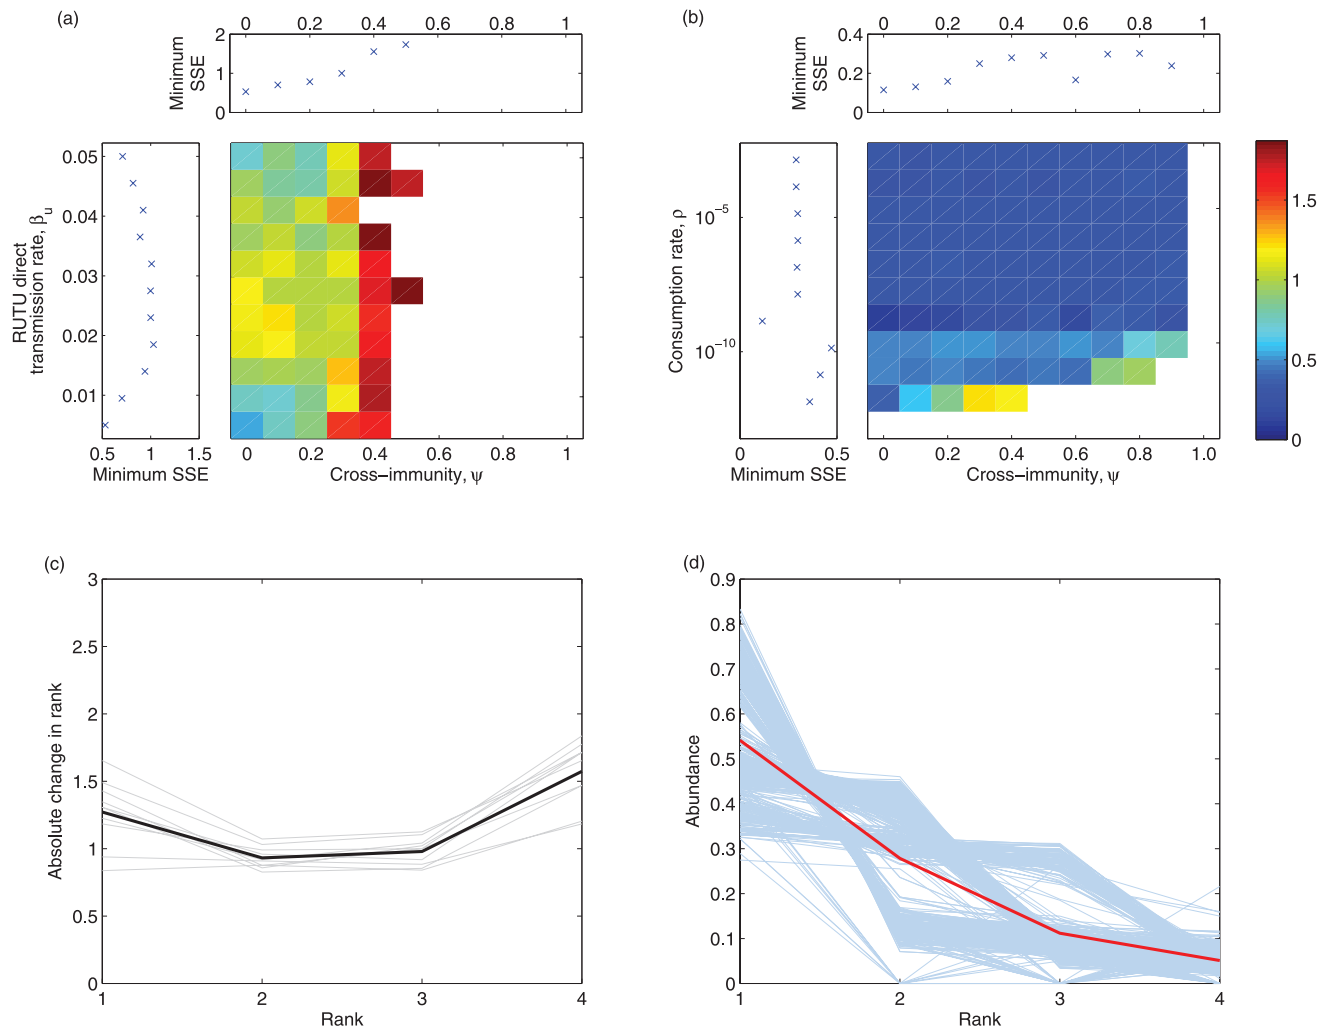 (a)
0 0.2 0.4 0.6 0.8 1
Minimum
SSE
2
1
0
RUTU direct
transmission rate, βu
0.05
0.04
0.03
0.02
0.01
0.5 1 1.5
Minimum SSE
0 0.2 0.4 0.6 0.8 1
Cross−immunity, ψ
(b)
0 0.2 0.4 0.6 0.8 1
Minimum
SSE
0.4
0.2
0
Consumption rate, ρ
10−5
10−10
0 0.5
Minimum SSE
0 0.2 0.4 0.6 0.8 1.0
Cross−immunity, ψ
1.5
1
0.5
0
(c)
Absolute change in rank
3
2.5
2
1.5
1
0.5
0
1 2 3 4
Rank
(d)
Abundance
0.9
0.8
0.7
0.6
0.5
0.4
0.3
0.2
0.1
0
1 2 3 4
Rank